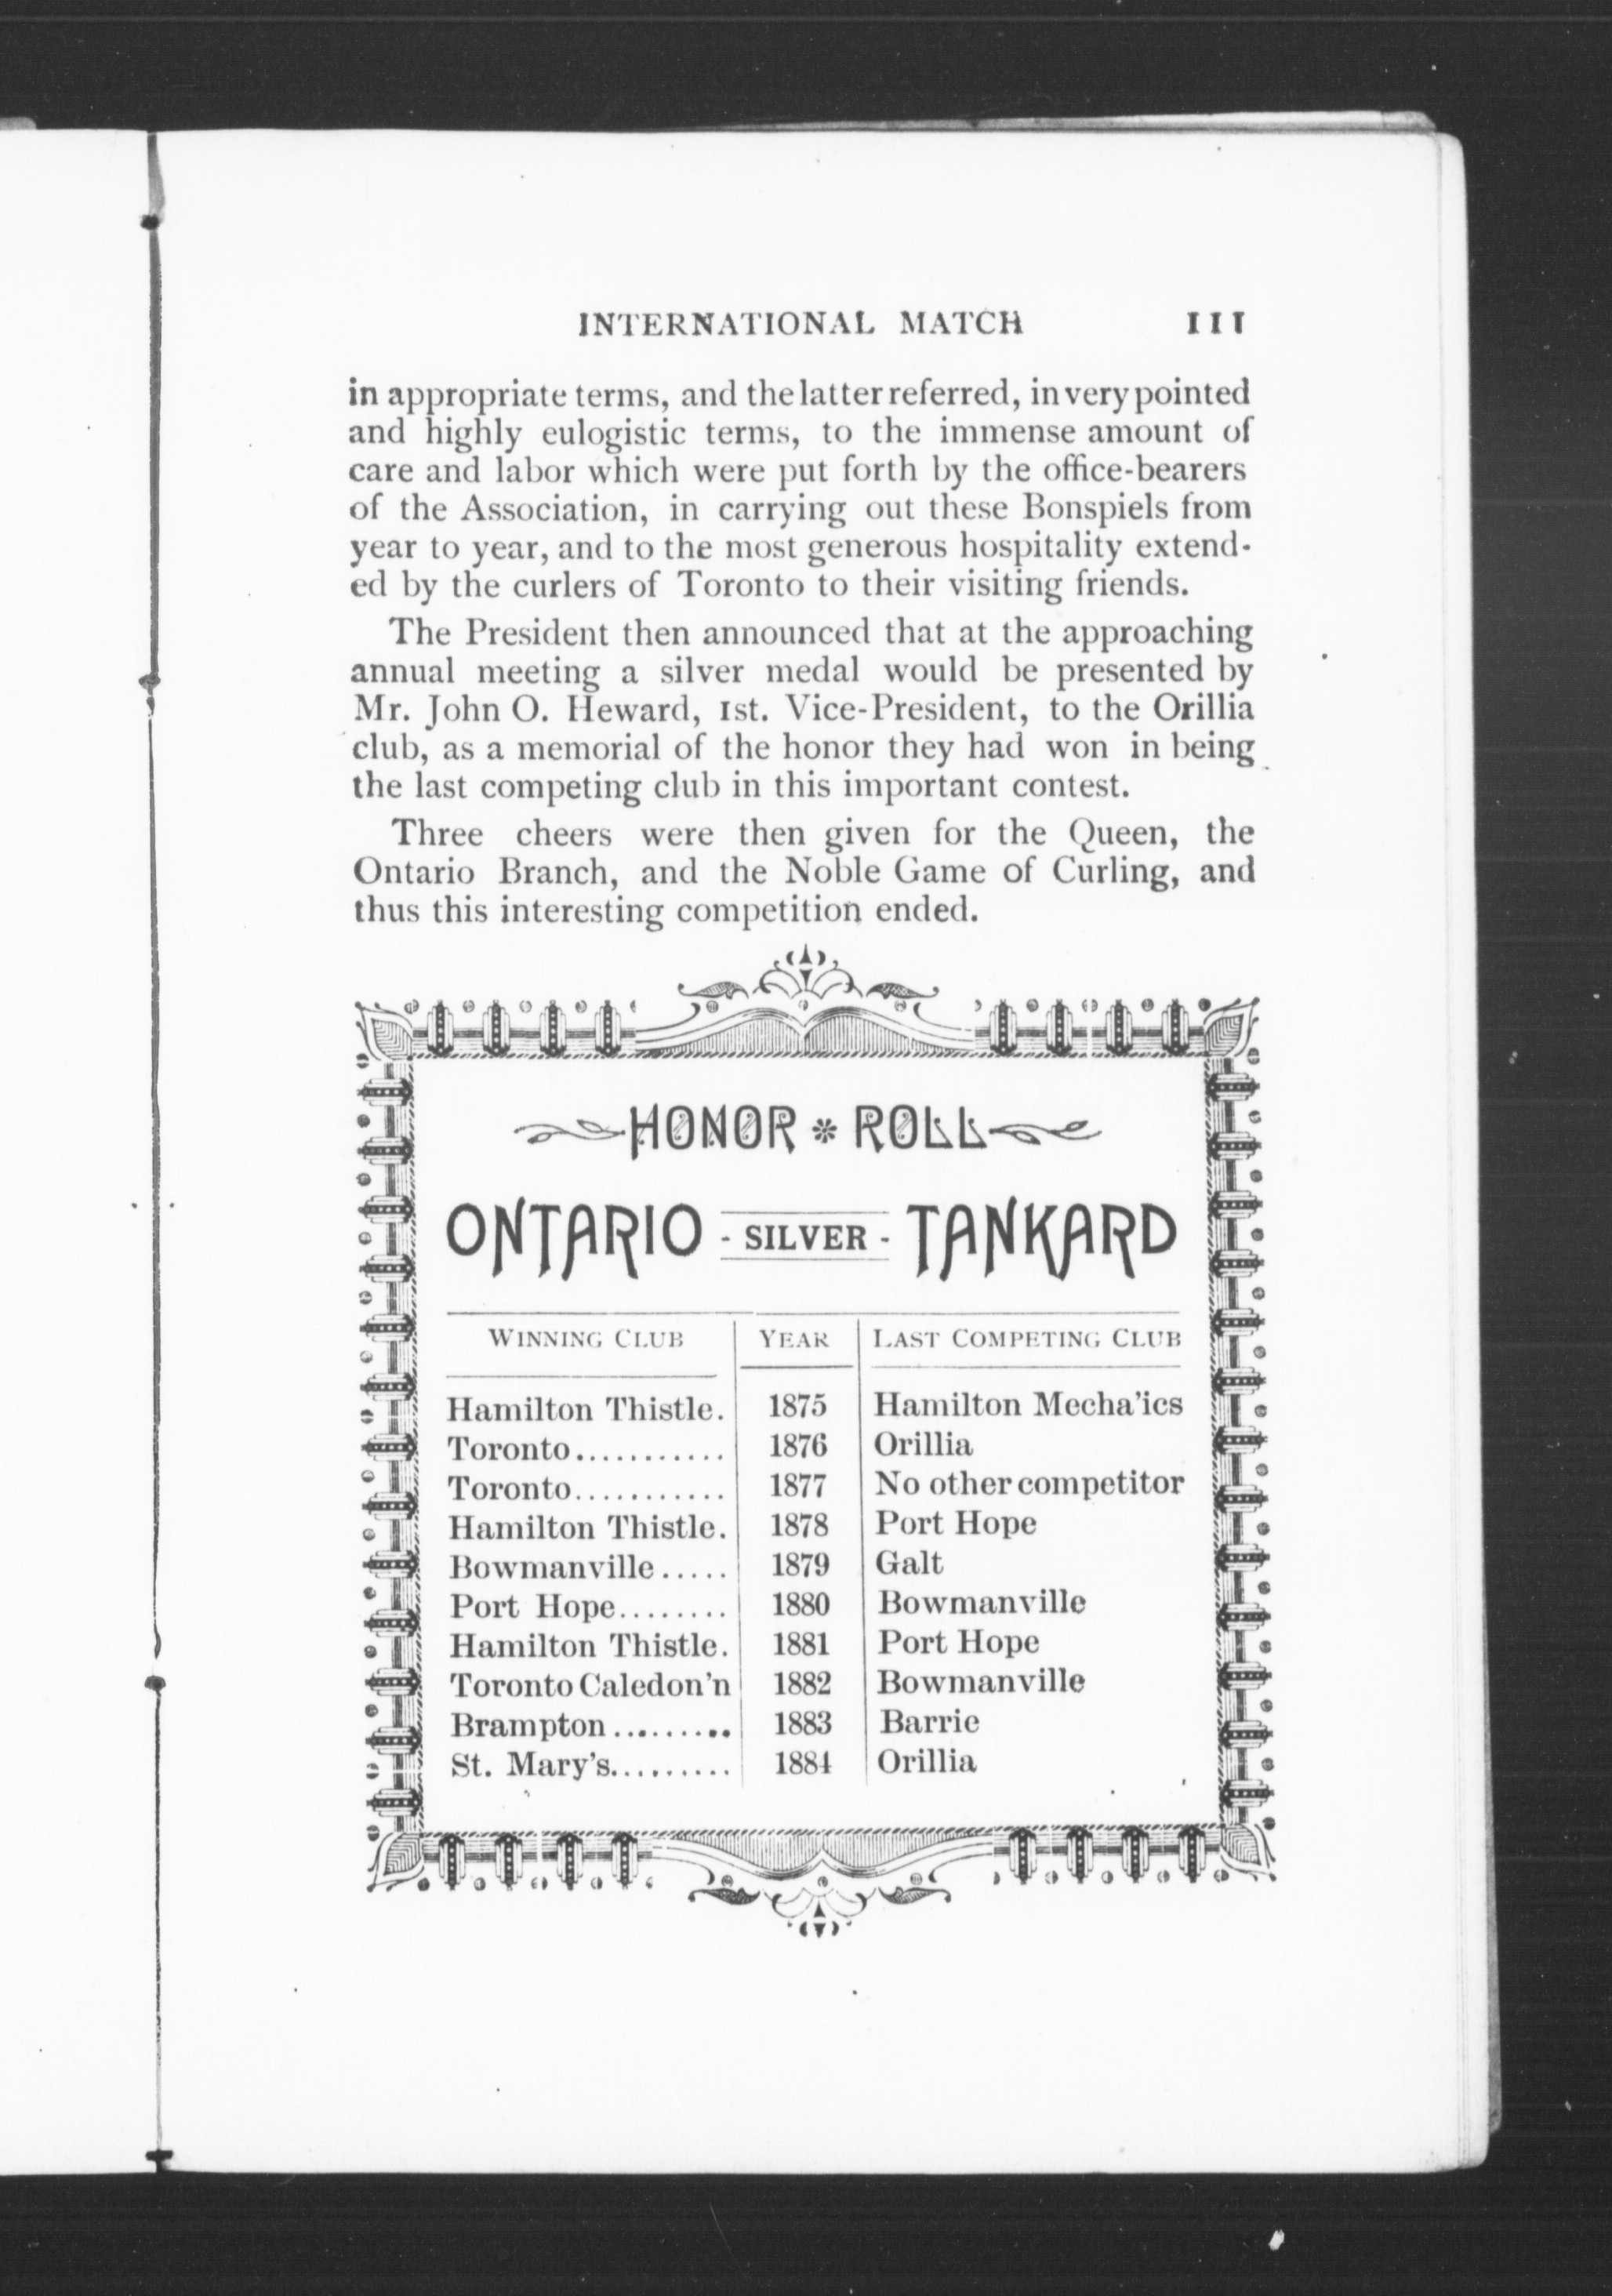 INTERNATIONAL MATCH 111
in appropriate terms, and the latter referred, in very pointed
and highly eulogistic terms, to the immense amount of
care and labor which were put forth by the office-bearers
of the Association, in carrying out these Bonspiels from
year to year, and to the most generous hospitality extend-
ed by the curlers of Toronto to their visiting friends.
The President then announced that at the approaching
annual meeting a silver medal would be presented by
Mr. John O. Heward, 1st. Vice-President, to the Orillia
club, as a memorial of the honor they had won in being
the last competing club in this important contest.
Three cheers were then given for the Queen, the
Ontario Branch, and the Noble Game of Curling, and
thus this interesting competition ended.
HONOR * ROLL
ONTARIO - SILVER - TANKARD
WINNING CLUB YEAR LAST COMPETING CLUB
Hamilton Thistle. 1875 Hamilton Mecha'ics
Toronto........... 1876 Orillia
Toronto........... 1877 No other competitor
Hamilton Thistle. 1878 Port Hope
Bowmanville..... 1879 Galt
Port Hope........ 1880 Bowmanville
Hamilton Thistle. 1881 Port Hope
Toronto Caledon'n 1882 Bowmanville
Brampton......... 1883 Barrie
St. Mary's......... 1884 Orillia